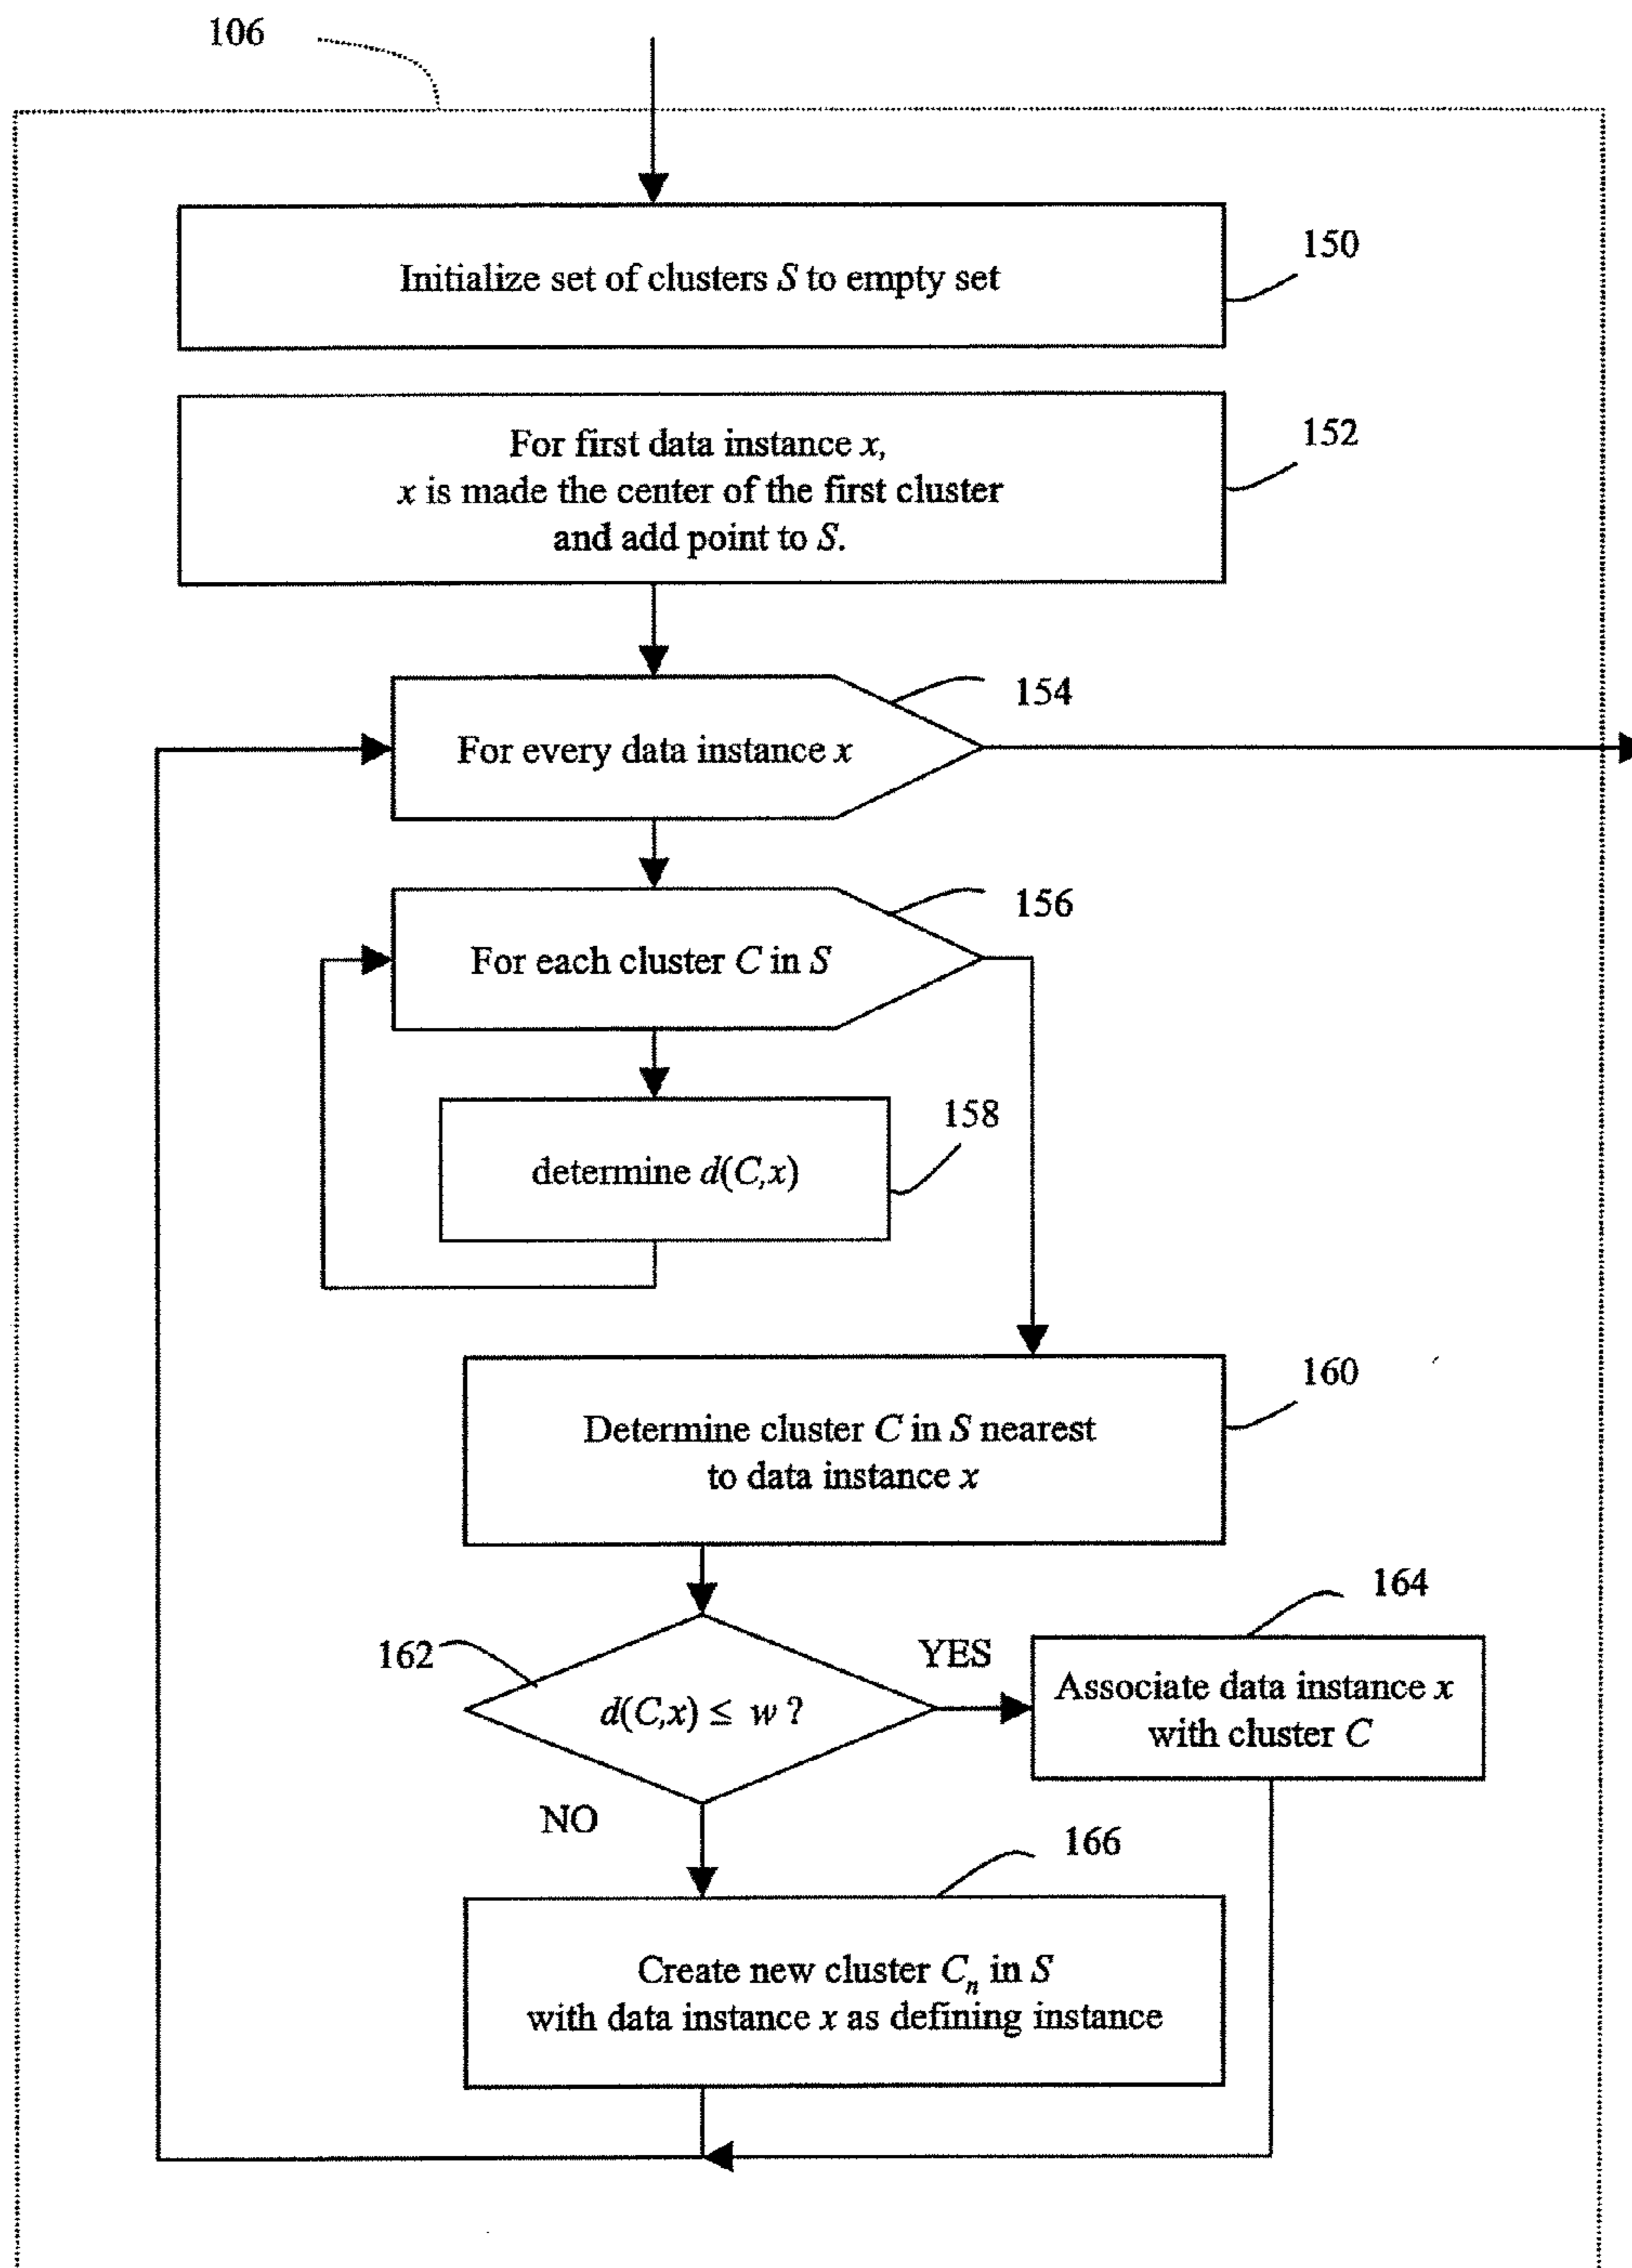 106
Initialize set of clusters S to empty set
150
For first data instance x,
x is made the center of the first cluster
and add point to S.
152
154
For every data instance x
156
For each cluster C in S
158
determine d(C,x)
160
Determine cluster C in S nearest
to data instance x
164
162
YES
d(C,x) ≤ w ?
Associate data instance x
with cluster C
NO
166
Create new cluster Cₙ in S
with data instance x as defining instance